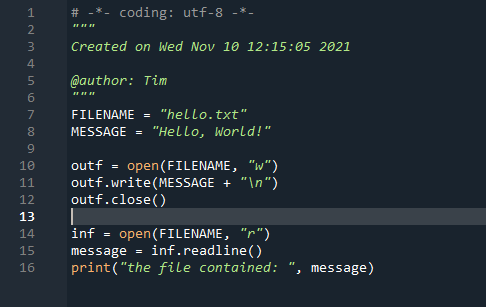 1 # -*- coding: utf-8 -*-
2 """
3 Created on Wed Nov 10 12:15:05 2021
4
5 @author: Tim
6 """
7 FILENAME = "hello.txt"
8 MESSAGE = "Hello, World!"
9
10 outf = open(FILENAME, "w")
11 outf.write(MESSAGE + "\n")
12 outf.close()
13
14 inf = open(FILENAME, "r")
15 message = inf.readline()
16 print("the file contained: ", message)